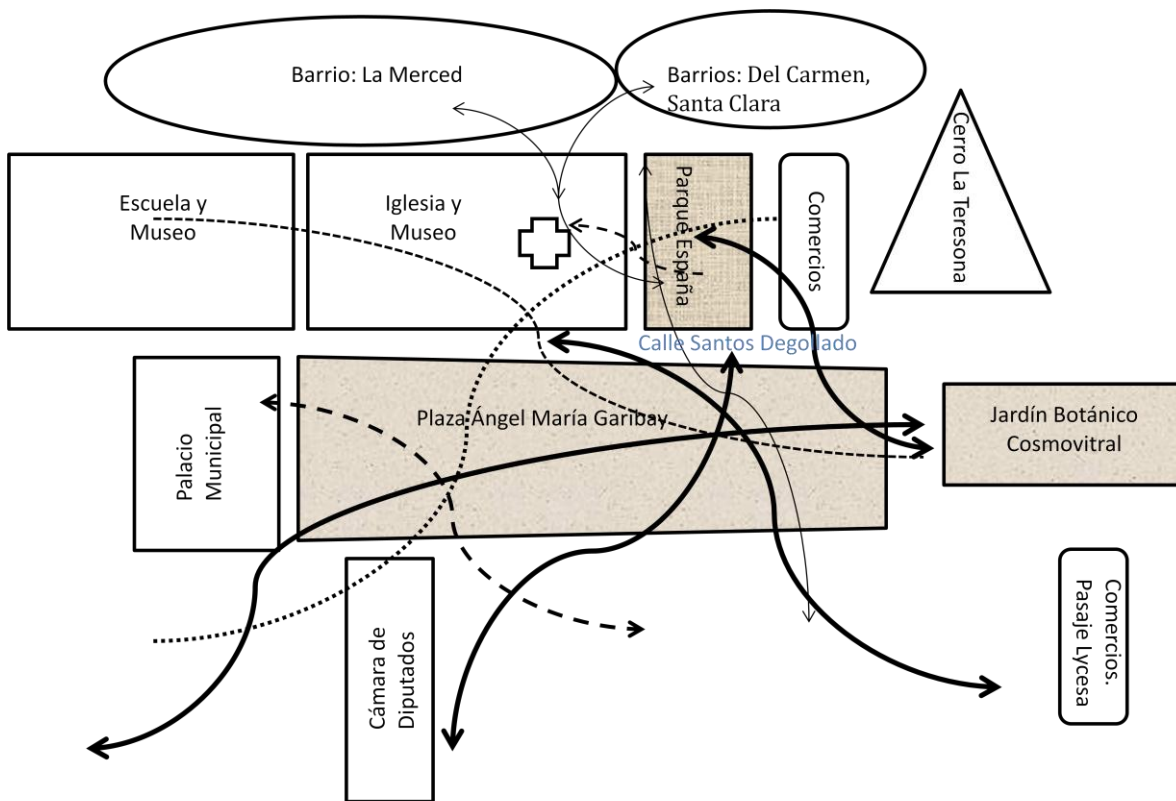 Barrio: La Merced
Barrios: Del Carmen,
Santa Clara
Cerro La Teresona
Escuela y
Museo
Iglesia y
Museo
Parque España
Comercios
Calle Santos Degollado
Palacio
Municipal
Plaza Ángel María Garibay
Jardín Botánico
Cosmovitral
Cámara de
Diputados
Comercios.
Pasaje Lycesa